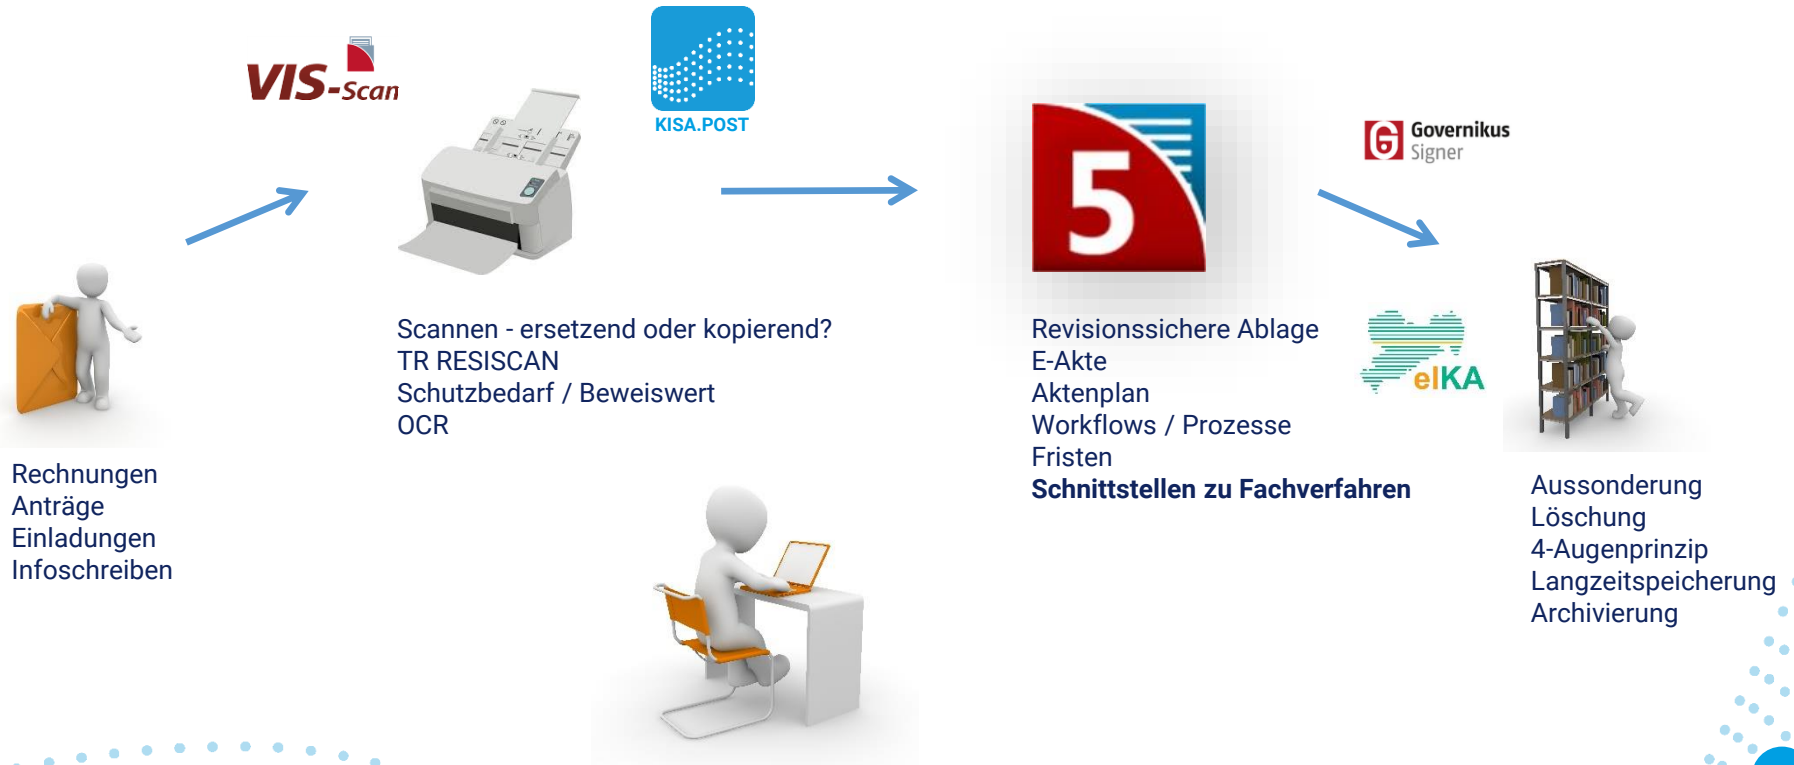 VIS-Scan
KISA.POST
5
Governikus
Signer
Rechnungen
Anträge
Einladungen
Infoschreiben
Scannen - ersetzend oder kopierend?
TR RESISCAN
Schutzbedarf / Beweiswert
OCR
Revisionssichere Ablage
E-Akte
Aktenplan
Workflows / Prozesse
Fristen
Schnittstellen zu Fachverfahren
elKA
Aussonderung
Löschung
4-Augenprinzip
Langzeitspeicherung
Archivierung